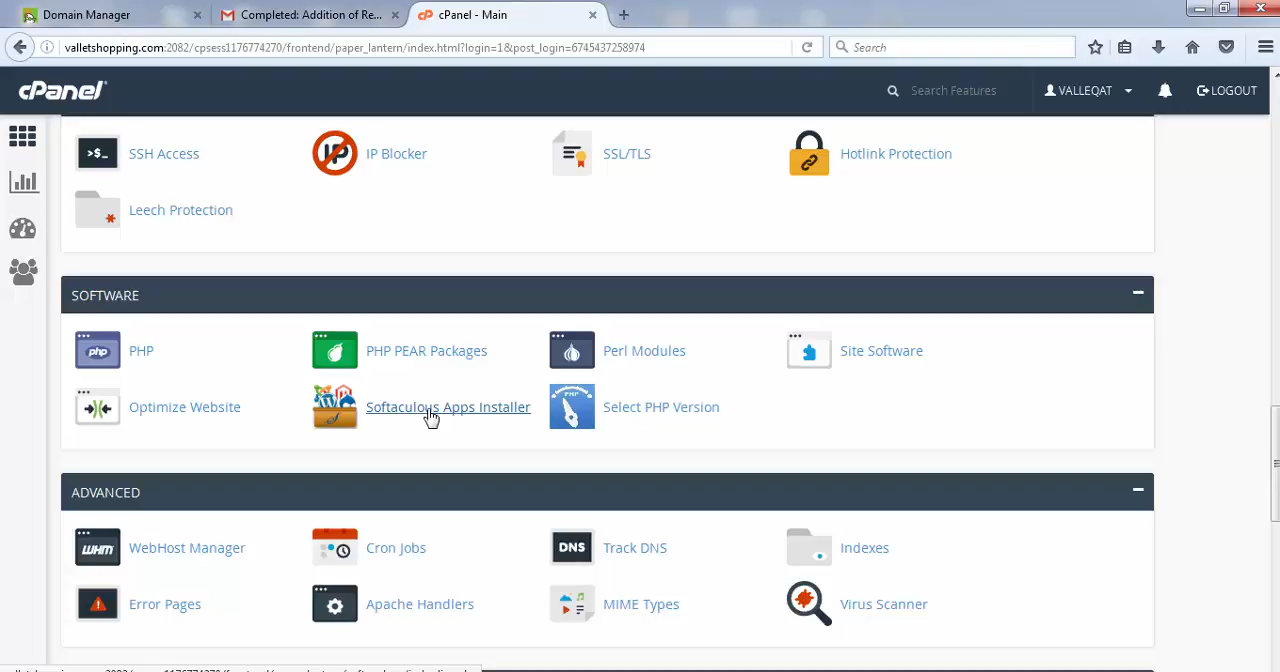 Domain Manager
Completed: Addition of Re...
cPanel - Main
valletshopping.com:2082/cpsess1176774270/frontend/paper_lantern/index.html?login=1&post_login=6745437258974
Search
cPanel
Search Features
VALLEQAT
LOGOUT
SSH Access
IP Blocker
SSL/TLS
Hotlink Protection
Leech Protection
SOFTWARE
PHP
PHP PEAR Packages
Perl Modules
Site Software
Optimize Website
Softaculous Apps Installer
Select PHP Version
ADVANCED
WebHost Manager
Cron Jobs
Track DNS
Indexes
Error Pages
Apache Handlers
MIME Types
Virus Scanner